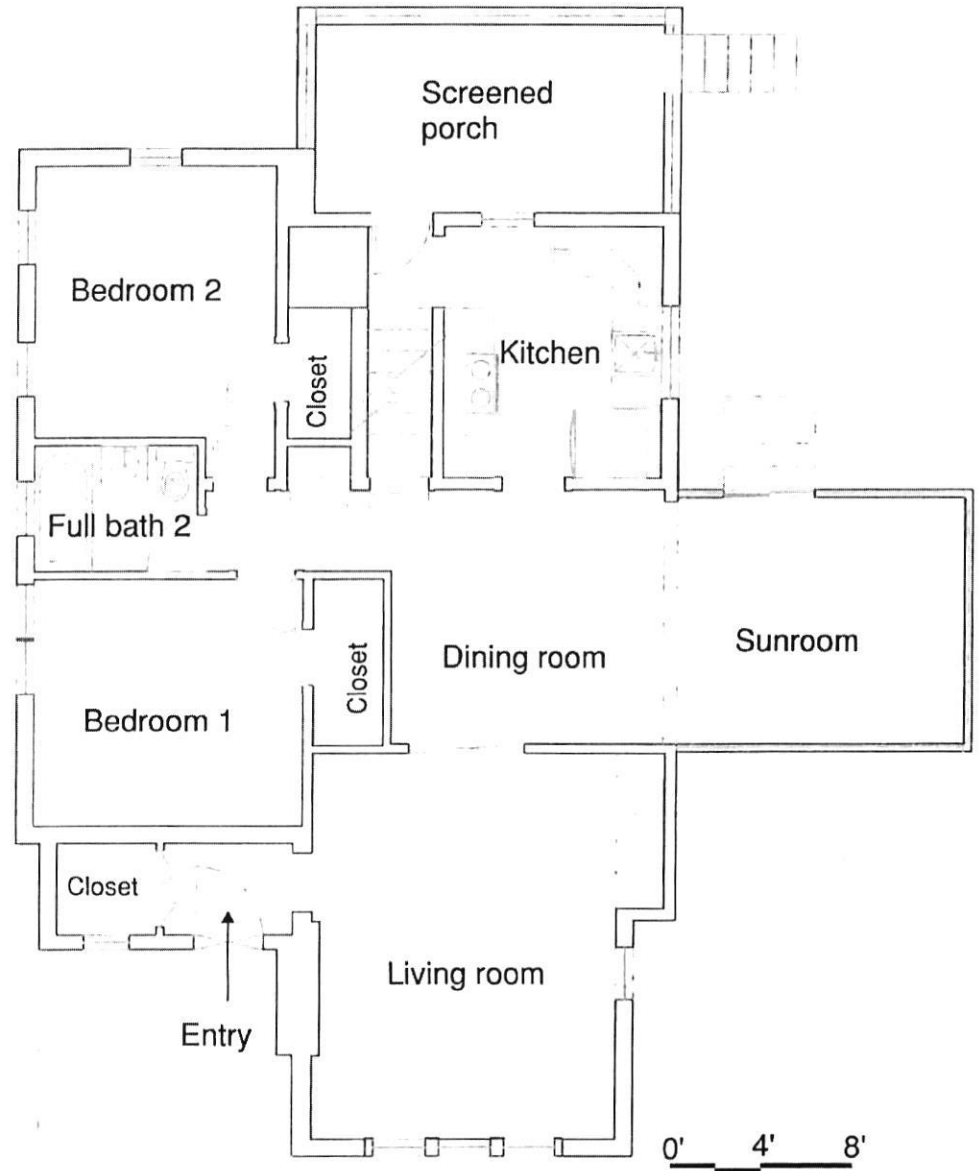 Screened
porch
Bedroom 2
Closet
Kitchen
Full bath 2
Dining room
Sunroom
Closet
Bedroom 1
Closet
Living room
Entry
0' 4' 8'